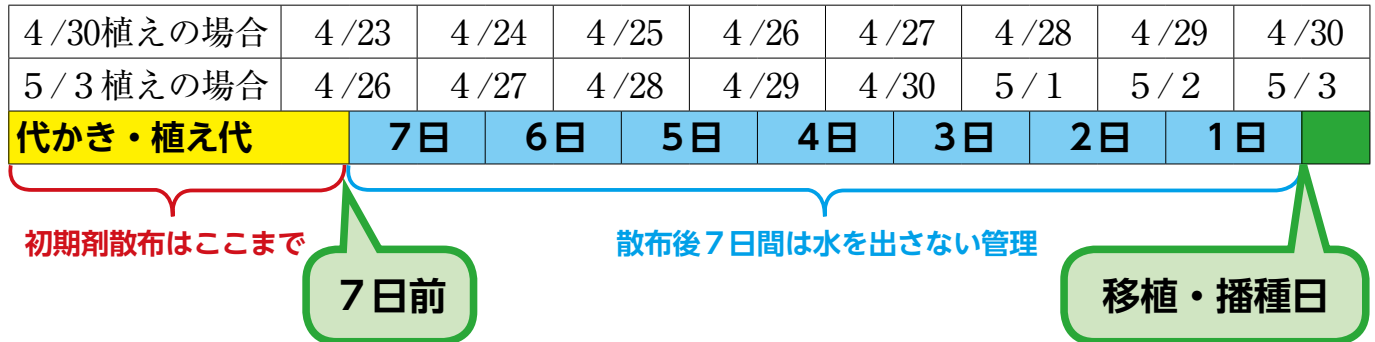 4/30植えの場合 4/23 4/24 4/25 4/26 4/27 4/28 4/29 4/30
5/3植えの場合 4/26 4/27 4/28 4/29 4/30 5/1 5/2 5/3
代かき・植え代 7日 6日 5日 4日 3日 2日 1日
初期剤散布はここまで 散布後7日間は水を出さない管理
7日前 移植・播種日